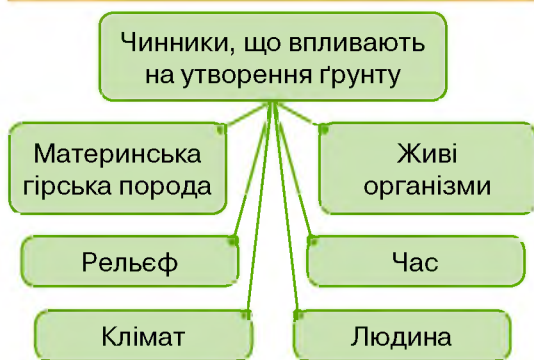 Чинники, що впливають
на утворення ґрунту
Материнська
гірська порода
Живі
організми
Рельєф
Час
Клімат
Людина